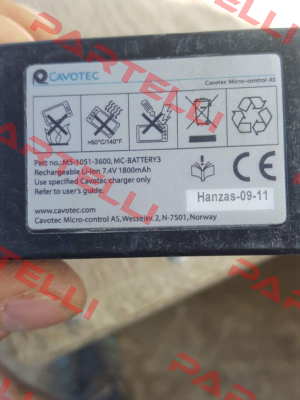 CAVOTEC
Cavotec Micro-control AS
>60°C/140°F
Part no.: M5-1051-3600, MC-BATTERY3
Rechargeable Li-Ion 7.4V 1800mAh
Use specified Cavotec charger only
Refer to user's guide.
CE
Hanzas-09-11
www.cavotec.com
Cavotec Micro-control AS, Wesselsv. 2, N-7501, Norway
PARTELLI
PARTELLI
PARTELLI